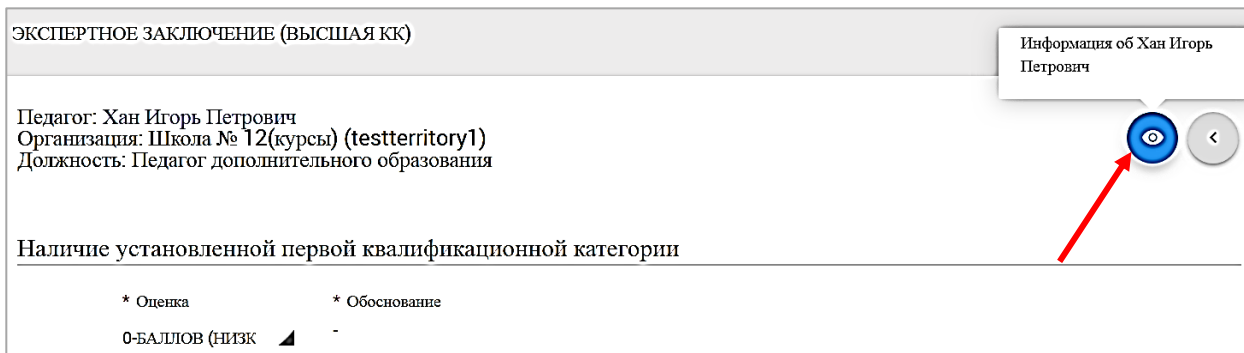 ЭКСПЕРТНОЕ ЗАКЛЮЧЕНИЕ (ВЫСШАЯ КК)
Информация об Хан Игорь
Петрович
Педагог: Хан Игорь Петрович
Организация: Школа № 12(курсы) (testterritory1)
Должность: Педагог дополнительного образования
Наличие установленной первой квалификационной категории
* Оценка * Обоснование
0-БАЛЛОВ (НИЗК -